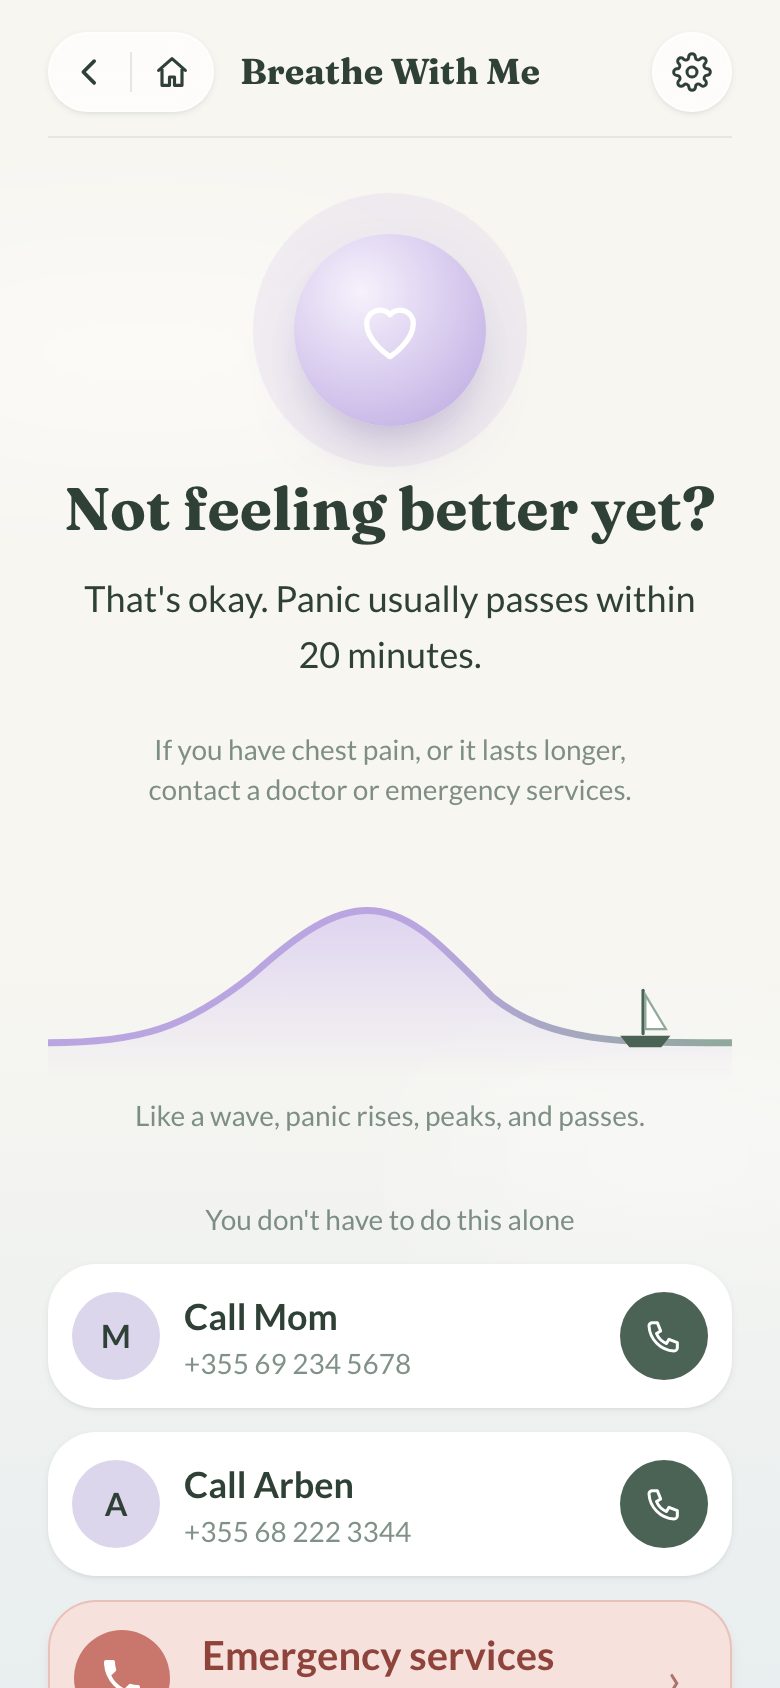 Breathe With Me
Not feeling better yet?
That's okay. Panic usually passes within
20 minutes.
If you have chest pain, or it lasts longer,
contact a doctor or emergency services.
Like a wave, panic rises, peaks, and passes.
You don't have to do this alone
M
Call Mom
+355 69 234 5678
A
Call Arben
+355 68 222 3344
Emergency services